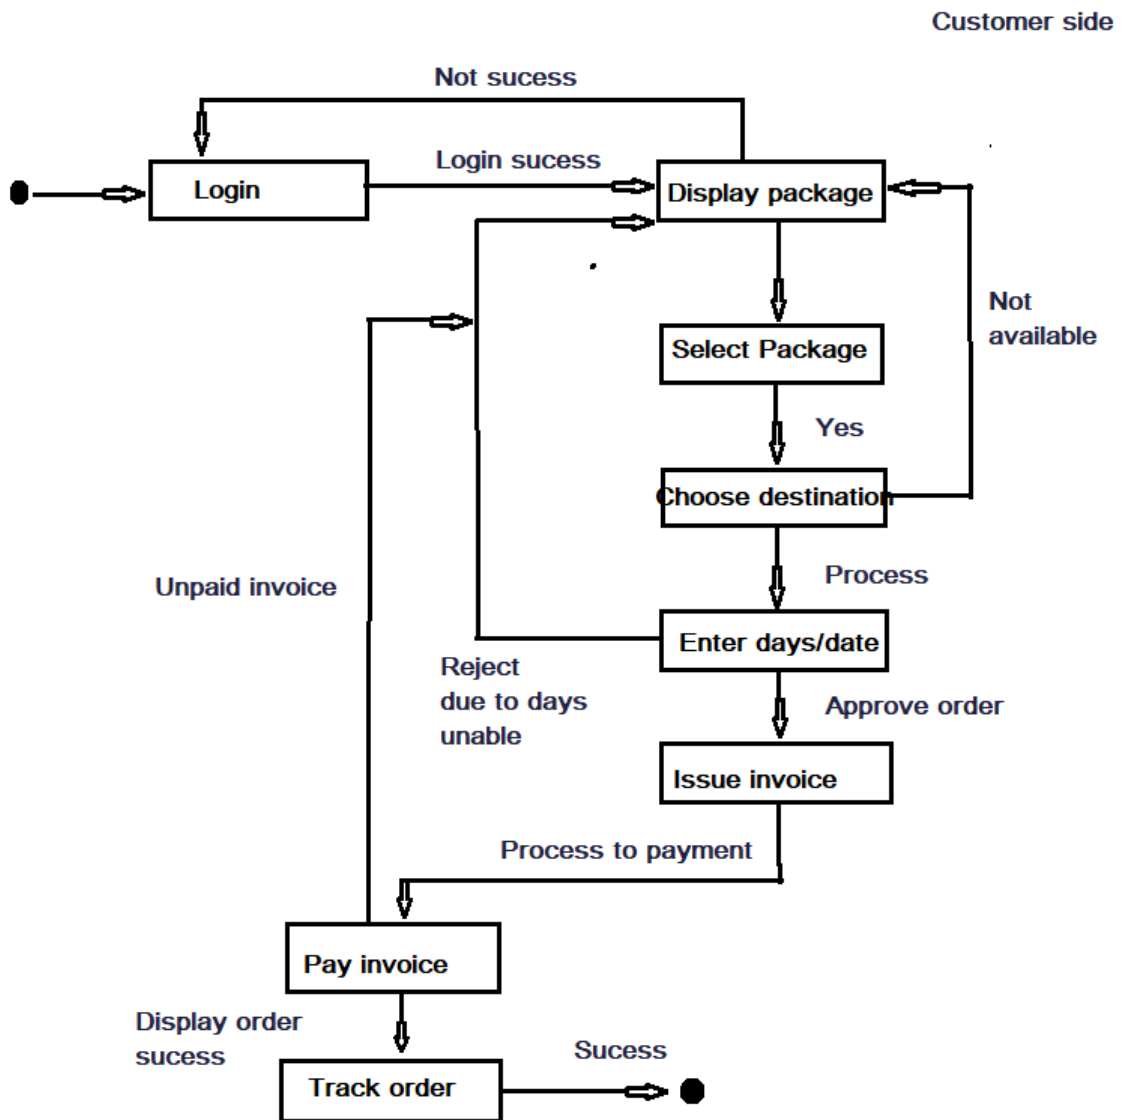 Customer side
Not sucess
Login
Login sucess
Display package
Not
available
Select Package
Yes
Choose destination
Process
Unpaid invoice
Enter days/date
Reject
due to days
unable
Approve order
Issue invoice
Process to payment
Pay invoice
Display order
sucess
Sucess
Track order